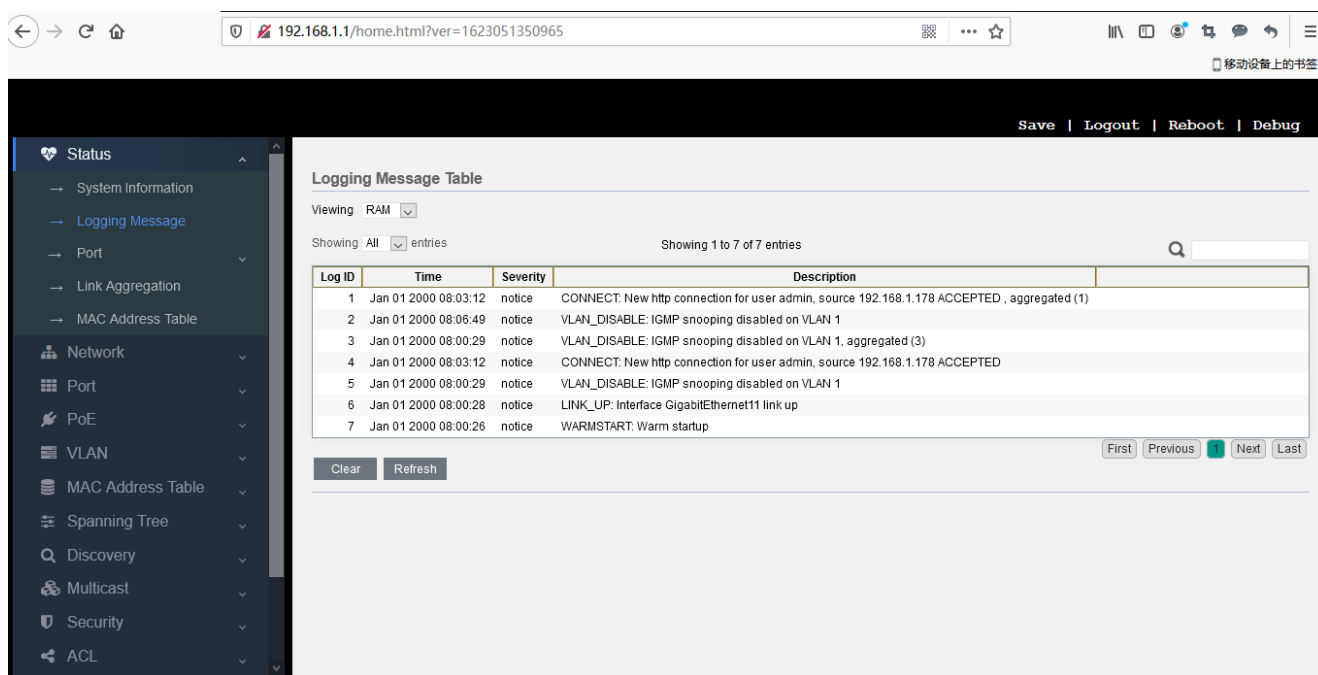 192.168.1.1/home.html?ver=1623051350965
移动设备上的书签
Save | Logout | Reboot | Debug
Status
→ System Information
→ Logging Message
→ Port
→ Link Aggregation
→ MAC Address Table
Network
Port
PoE
VLAN
MAC Address Table
Spanning Tree
Discovery
Multicast
Security
ACL
Logging Message Table
Viewing RAM
Showing All entries Showing 1 to 7 of 7 entries
Log ID Time Severity Description
1 Jan 01 2000 08:03:12 notice CONNECT: New http connection for user admin, source 192.168.1.178 ACCEPTED , aggregated (1)
2 Jan 01 2000 08:06:49 notice VLAN_DISABLE: IGMP snooping disabled on VLAN 1
3 Jan 01 2000 08:00:29 notice VLAN_DISABLE: IGMP snooping disabled on VLAN 1, aggregated (3)
4 Jan 01 2000 08:03:12 notice CONNECT: New http connection for user admin, source 192.168.1.178 ACCEPTED
5 Jan 01 2000 08:00:29 notice VLAN_DISABLE: IGMP snooping disabled on VLAN 1
6 Jan 01 2000 08:00:28 notice LINK_UP: Interface GigabitEthernet11 link up
7 Jan 01 2000 08:00:26 notice WARMSTART: Warm startup
First Previous 1 Next Last
Clear Refresh